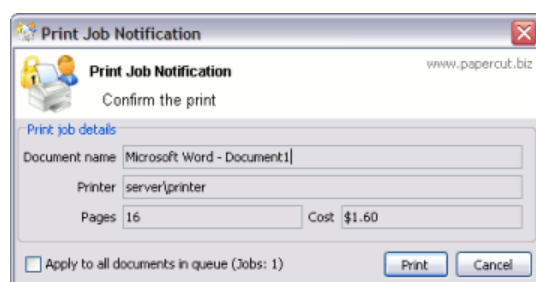 Print Job Notification
Print Job Notification
www.papercut.biz
Confirm the print
Print job details
Document name Microsoft Word - Document1
Printer server\printer
Pages 16 Cost $1.60
Apply to all documents in queue (Jobs: 1) Print Cancel